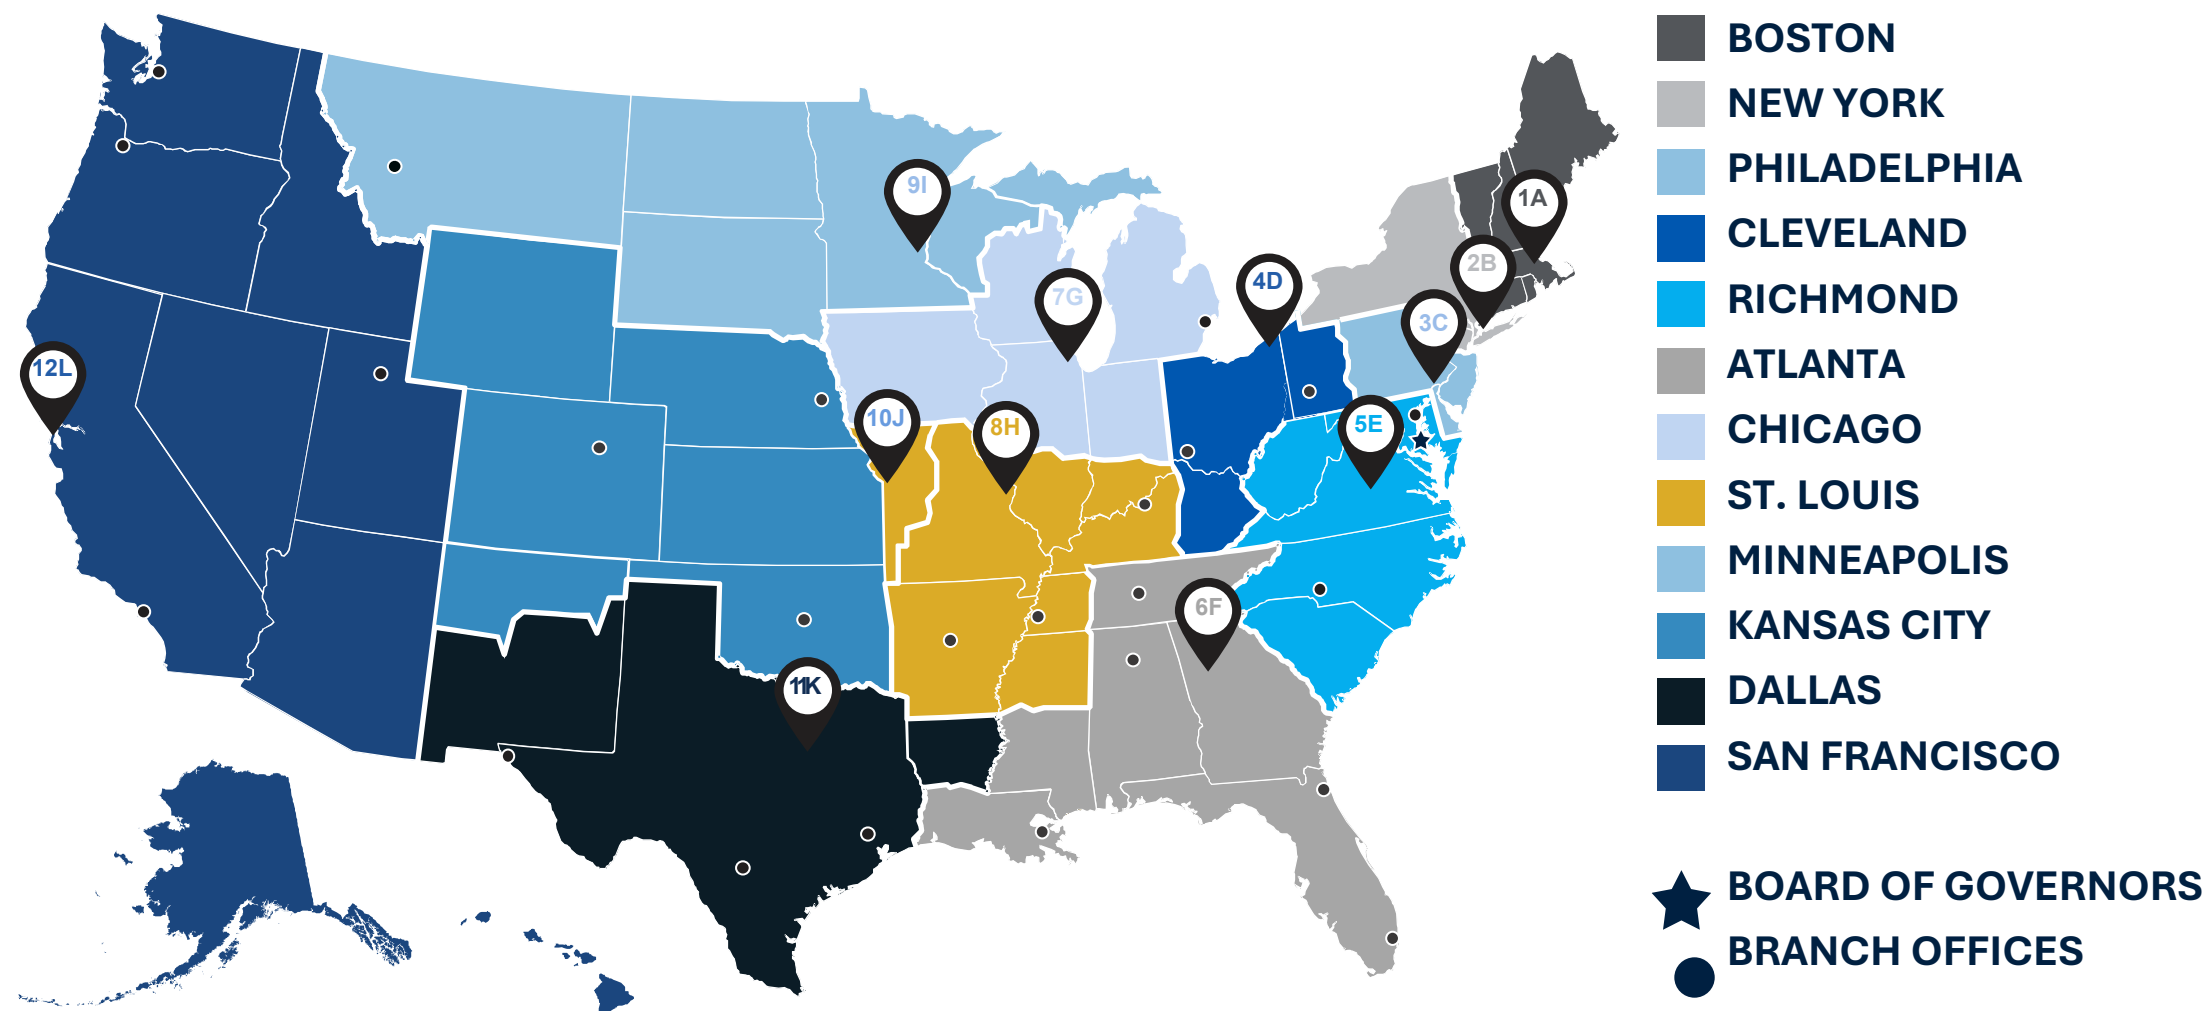 BOSTON
NEW YORK
PHILADELPHIA
CLEVELAND
RICHMOND
ATLANTA
CHICAGO
ST. LOUIS
MINNEAPOLIS
KANSAS CITY
DALLAS
SAN FRANCISCO
BOARD OF GOVERNORS
BRANCH OFFICES
9I
1A
2B
4D
7G
3C
12L
10J
8H
5E
6F
11K